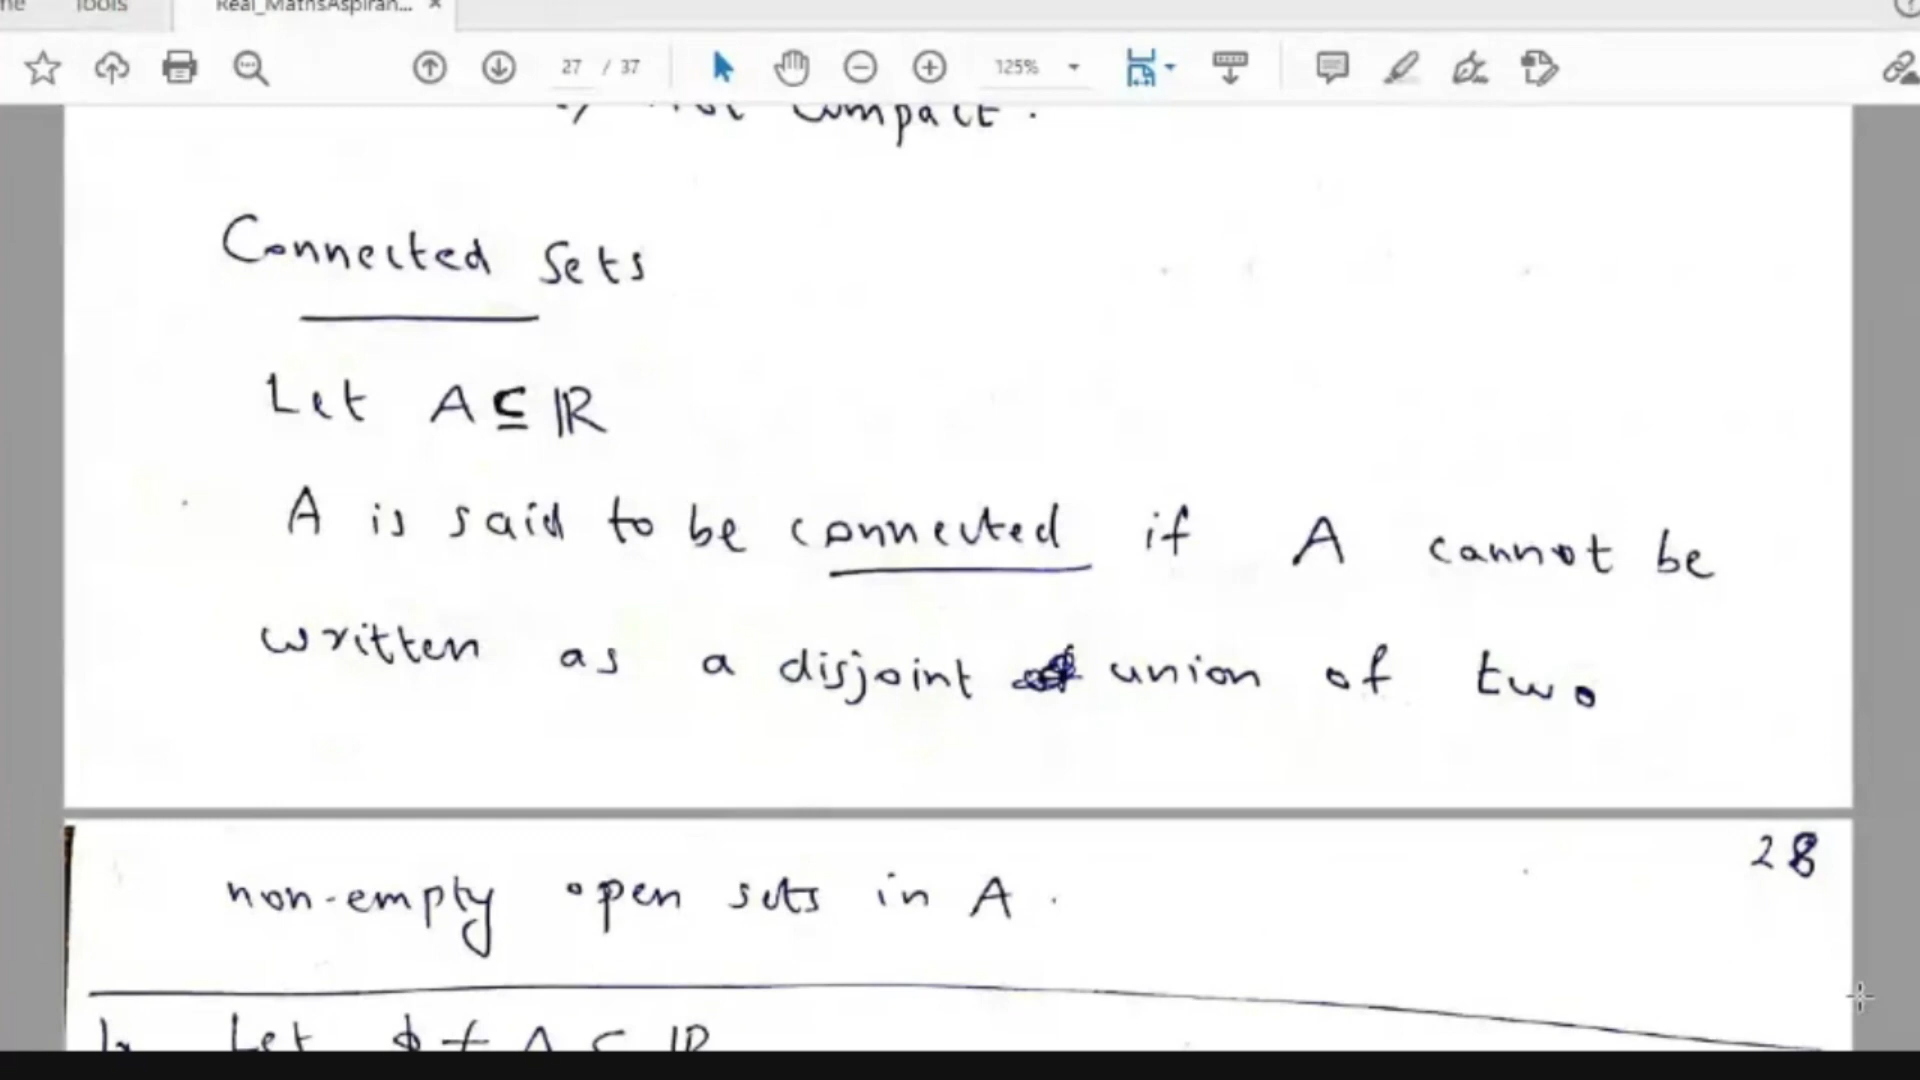 Tools
Real_MathsAspiran...
27 / 37
125%
compact.
Connected Sets
Let A ⊆ ℝ
A is said to be connected if A cannot be
written as a disjoint union of two
28
non-empty open sets in A.
Let ϕ ≠ A ⊆ ℝ